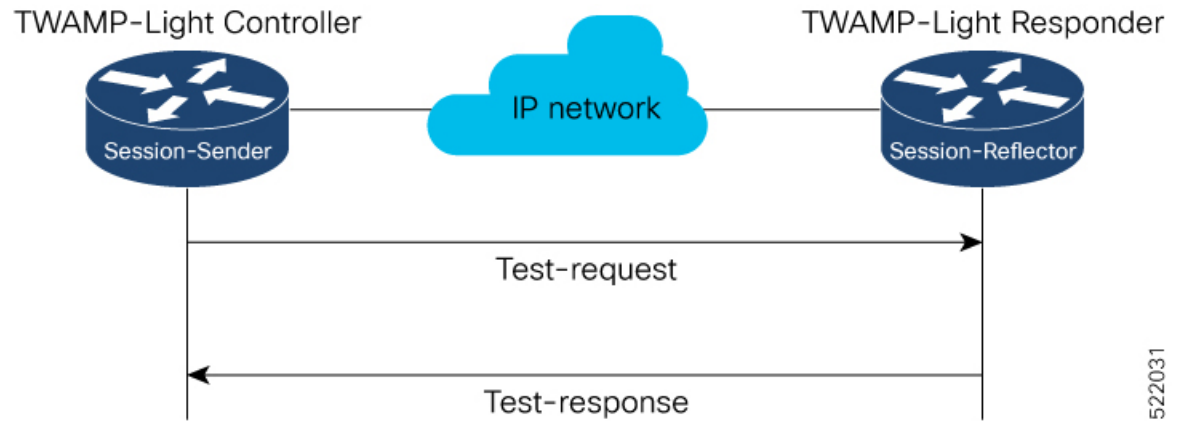 TWAMP-Light Controller
TWAMP-Light Responder
IP network
Session-Sender
Session-Reflector
Test-request
Test-response
522031